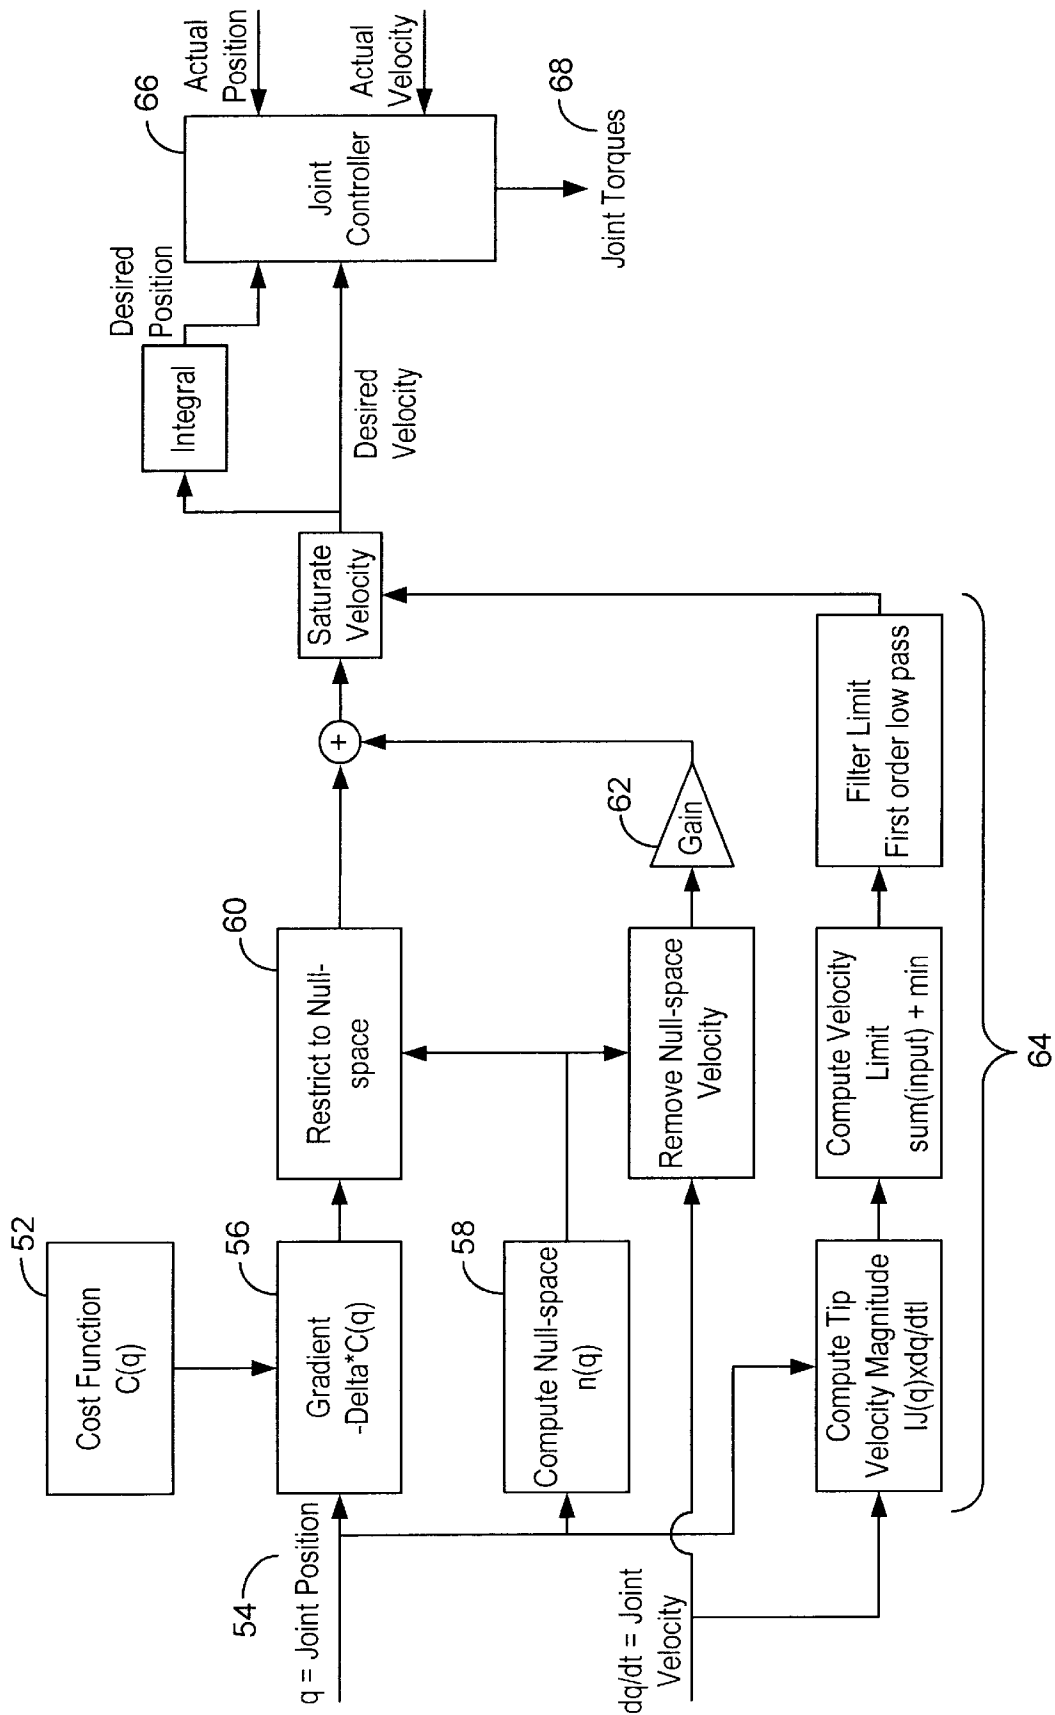 52
Cost Function
C(q)
54
q = Joint Position
56
Gradient
-Delta*C(q)
60
Restrict to Null-
space
+
Saturate
Velocity
Integral
Desired
Position
Desired
Velocity
66
Joint
Controller
Actual
Position
Actual
Velocity
68
Joint Torques
58
Compute Null-space
n(q)
dq/dt = Joint
Velocity
Remove Null-space
Velocity
62
Gain
Compute Tip
Velocity Magnitude
IJ(q)xdq/dtI
Compute Velocity
Limit
sum(input) + min
Filter Limit
First order low pass
64